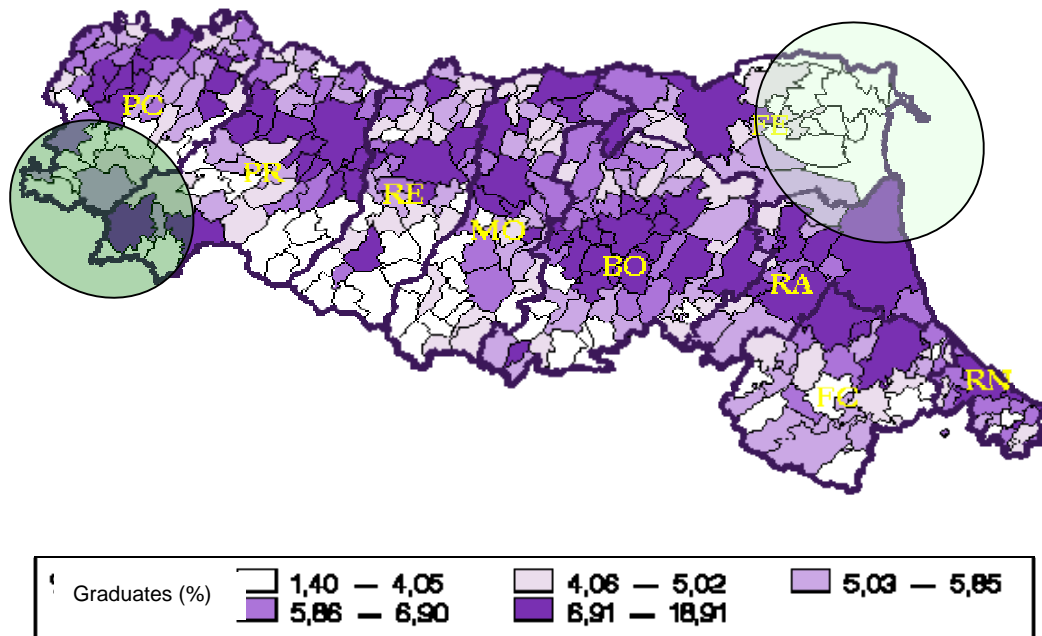 PC
FE
PR
RE
MO
BO
RA
RN
FC
Graduates (%)
1,40 — 4,05 4,06 — 5,02 5,03 — 5,85
5,86 — 6,90 6,91 — 18,91